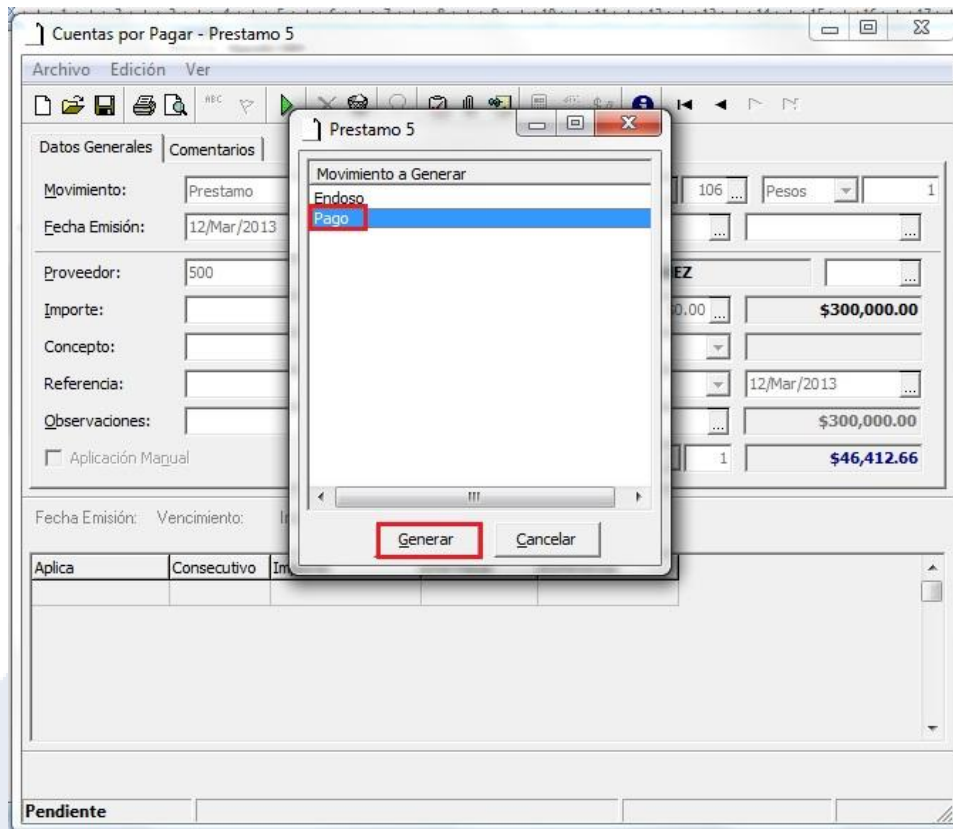 Cuentas por Pagar - Prestamo 5
Archivo Edición Ver
ABC
Datos Generales Comentarios
Prestamo 5
Movimiento a Generar
Endoso
Pago
Generar Cancelar
Movimiento: Prestamo 106 ... Pesos 1
Fecha Emisión: 12/Mar/2013 ... ...
Proveedor: 500 EZ ...
Importe: 0.00 ... $300,000.00
Concepto:
Referencia: 12/Mar/2013 ...
Observaciones: ... $300,000.00
Aplicación Manual 1 $46,412.66
Fecha Emisión: Vencimiento:
Aplica Consecutivo
Pendiente